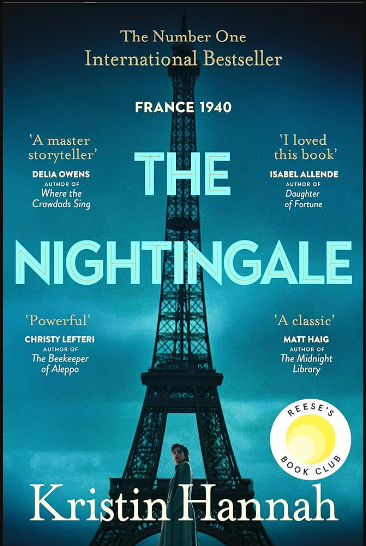 The Number One
International Bestseller
FRANCE 1940
'A master
storyteller'
DELIA OWENS
AUTHOR OF
Where the
Crawdads Sing
'I loved
this book'
ISABEL ALLENDE
AUTHOR OF
Daughter
of Fortune
THE
NIGHTINGALE
'Powerful'
CHRISTY LEFTERI
AUTHOR OF
The Beekeeper
of Aleppo
'A classic'
MATT HAIG
AUTHOR OF
The Midnight
Library
REESE'S
BOOK CLUB
Kristin Hannah